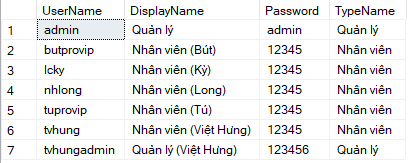 UserName DisplayName Password TypeName
1 admin Quản lý admin Quản lý
2 butprovip Nhân viên (Bút) 12345 Nhân viên
3 lcky Nhân viên (Kỳ) 12345 Nhân viên
4 nhlong Nhân viên (Long) 12345 Nhân viên
5 tuprovip Nhân viên (Tú) 12345 Nhân viên
6 tvhung Nhân viên (Việt Hưng) 12345 Nhân viên
7 tvhungadmin Quản lý (Việt Hưng) 123456 Quản lý